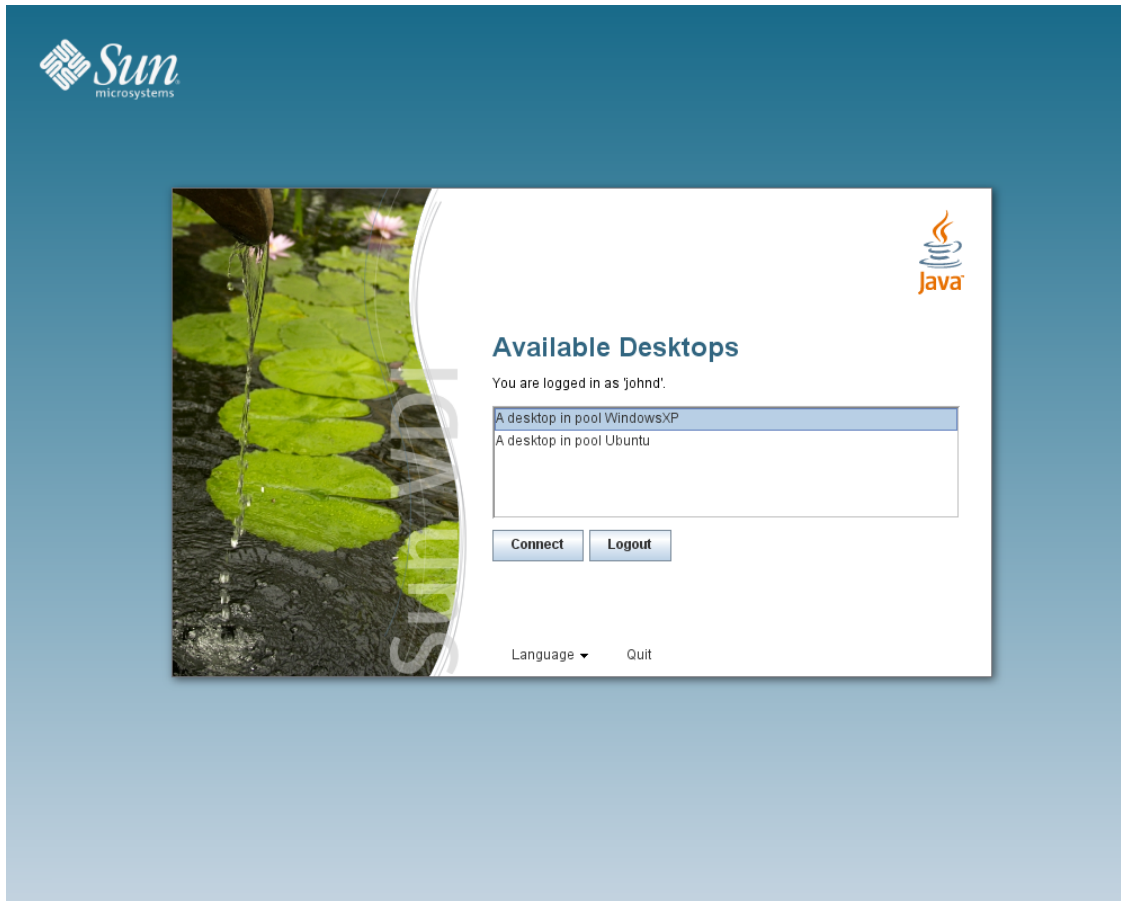 Sun
microsystems
Java
Sun VDI
Available Desktops
You are logged in as 'johnd'.
A desktop in pool WindowsXP
A desktop in pool Ubuntu
Connect Logout
Language Quit